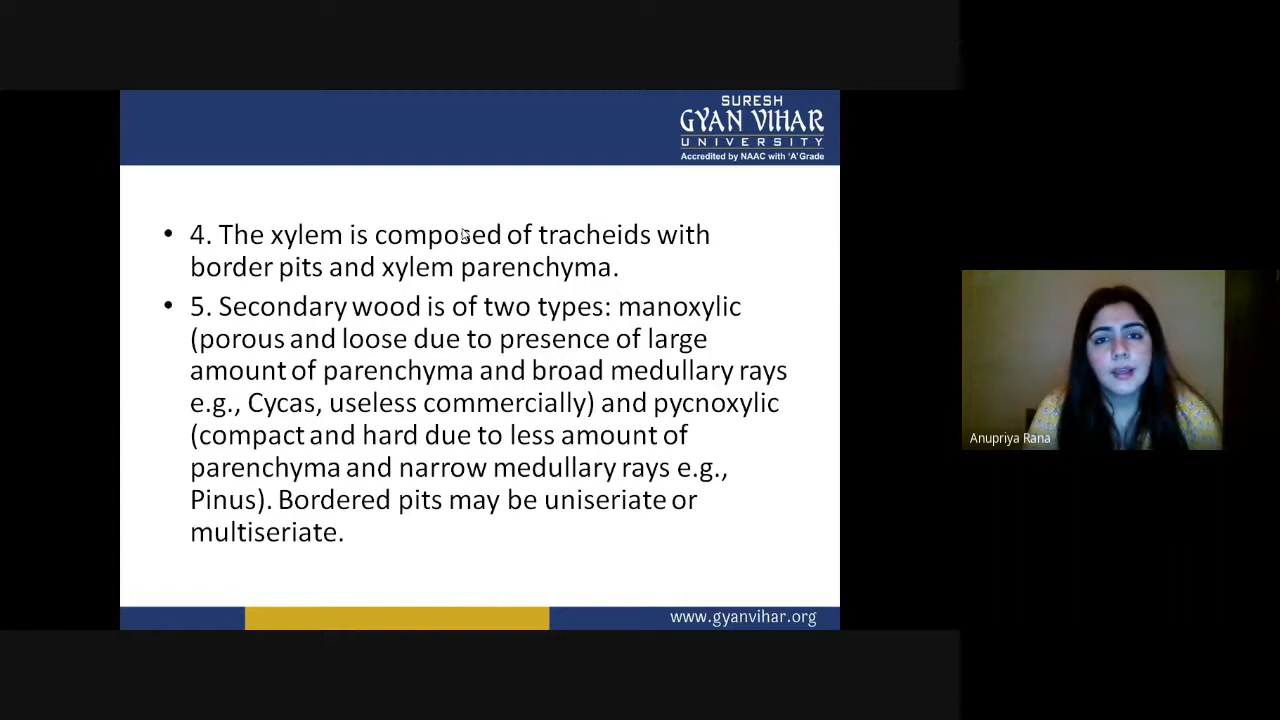 SURESH
GYAN VIHAR
UNIVERSITY
Accredited by NAAC with 'A' Grade
• 4. The xylem is composed of tracheids with
border pits and xylem parenchyma.
• 5. Secondary wood is of two types: manoxylic
(porous and loose due to presence of large
amount of parenchyma and broad medullary rays
e.g., Cycas, useless commercially) and pycnoxylic
(compact and hard due to less amount of
parenchyma and narrow medullary rays e.g.,
Pinus). Bordered pits may be uniseriate or
multiseriate.
www.gyanvihar.org
Anupriya Rana